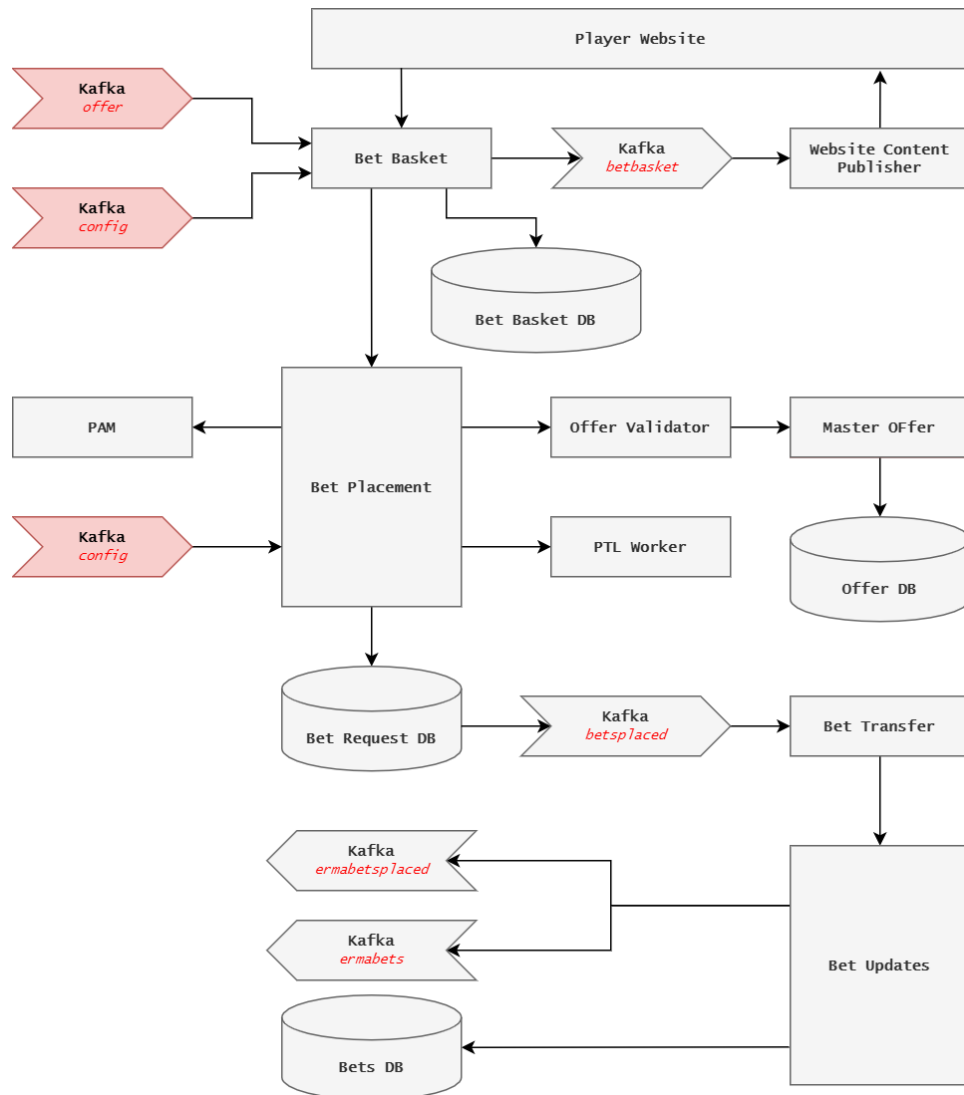 Player Website
Kafka
offer
Bet Basket
Kafka
betbasket
Website Content
Publisher
Kafka
config
Bet Basket DB
PAM
Offer Validator
Master OFfer
Bet Placement
Kafka
config
PTL Worker
Offer DB
Bet Request DB
Kafka
betsplaced
Bet Transfer
Kafka
ermabetsplaced
Kafka
ermabets
Bet Updates
Bets DB